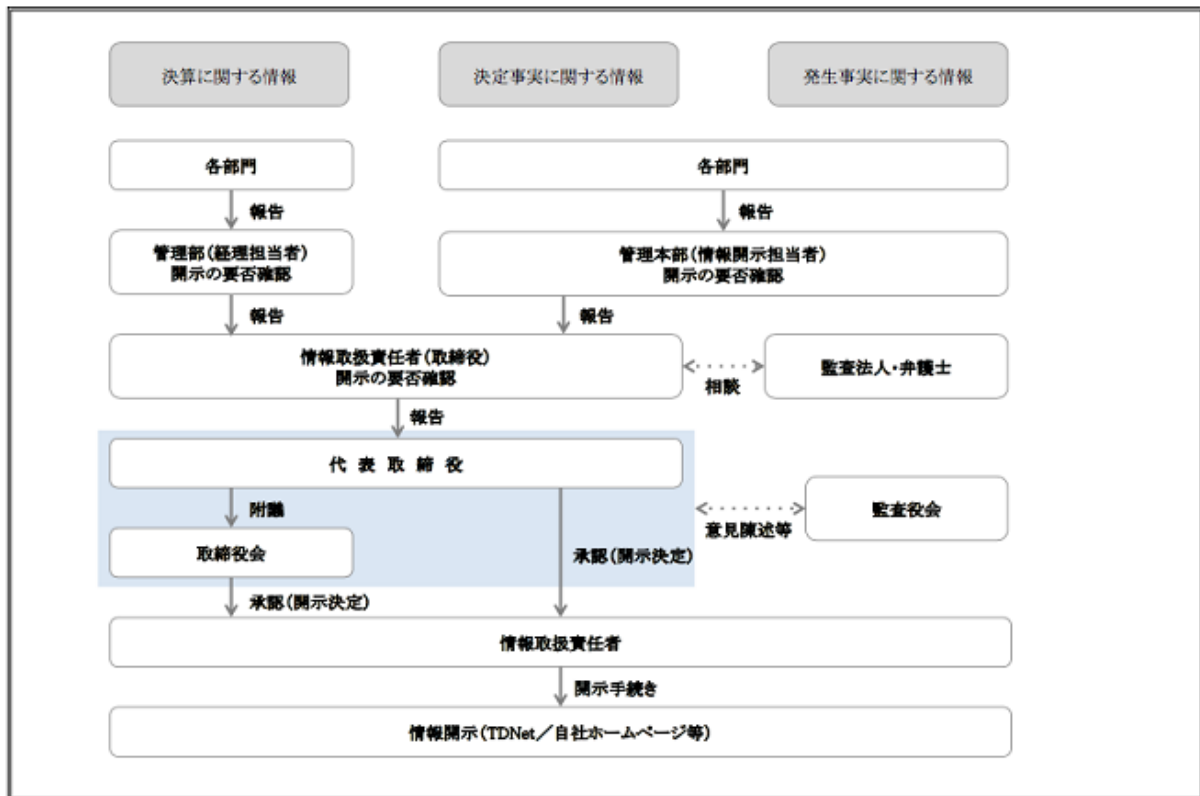 決算に関する情報
決定事実に関する情報
発生事実に関する情報
各部門
各部門
報告
報告
管理部(経理担当者)
開示の要否確認
管理本部(情報開示担当者)
開示の要否確認
報告
報告
情報取扱責任者(取締役)
開示の要否確認
相談
監査法人・弁護士
報告
代 表 取 締 役
附議
取締役会
意見陳述等
監査役会
承認(開示決定)
承認(開示決定)
情報取扱責任者
開示手続き
情報開示(TDNet/自社ホームページ等)